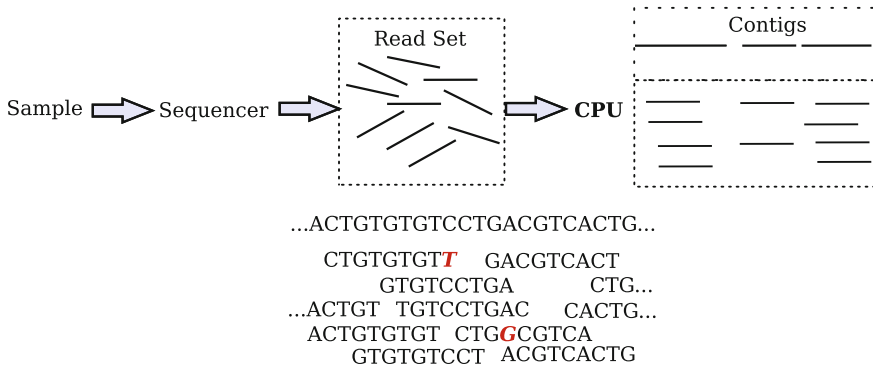 Contigs
Read Set
Sample Sequencer CPU
...ACTGTGTGTCCTGACGTCACTG...
CTGTGTGTT GACGTCACT
GTGTCCTGA CTG...
...ACTGT TGTCCTGAC CACTG...
ACTGTGTGT CTGGCGTCA
GTGTGTCCT ACGTCACTG